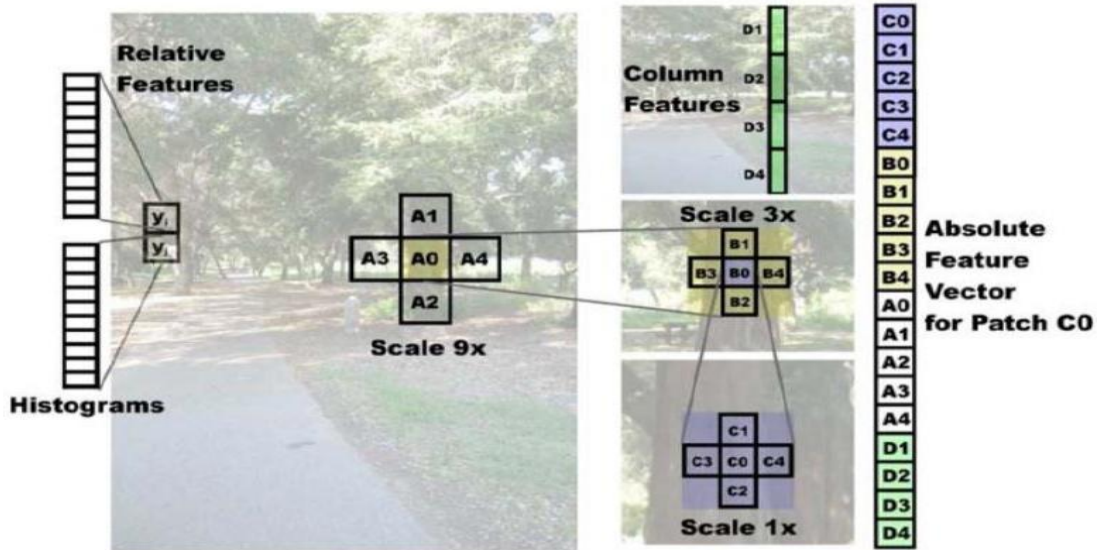 Relative
Features
y_i
y_i
Histograms
A1
A3 A0 A4
A2
Scale 9x
Column
Features
D1
D2
D3
D4
Scale 3x
B1
B3 B0 B4
B2
C1
C3 C0 C4
C2
Scale 1x
C0
C1
C2
C3
C4
B0
B1
B2
B3
B4
A0
A1
A2
A3
A4
D1
D2
D3
D4
Absolute
Feature
Vector
for Patch C0